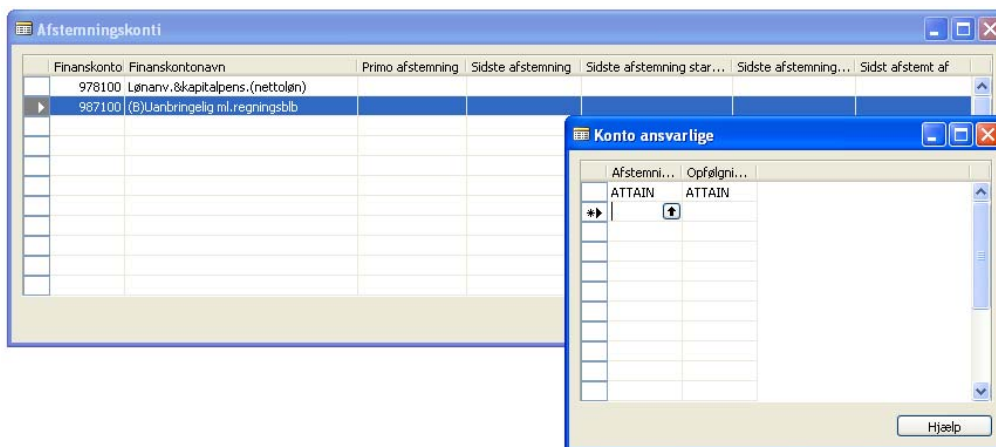 Afstemningskonti
Finanskonto Finanskontonavn Primo afstemning Sidste afstemning Sidste afstemning star... Sidste afstemning... Sidst afstemt af
978100 Lønanv.&kapitalpens.(nettoløn)
987100 (B)Uanbringelig ml.regningsblb
Konto ansvarlige
Afstemni... Opfølgni...
ATTAIN ATTAIN
Hjælp